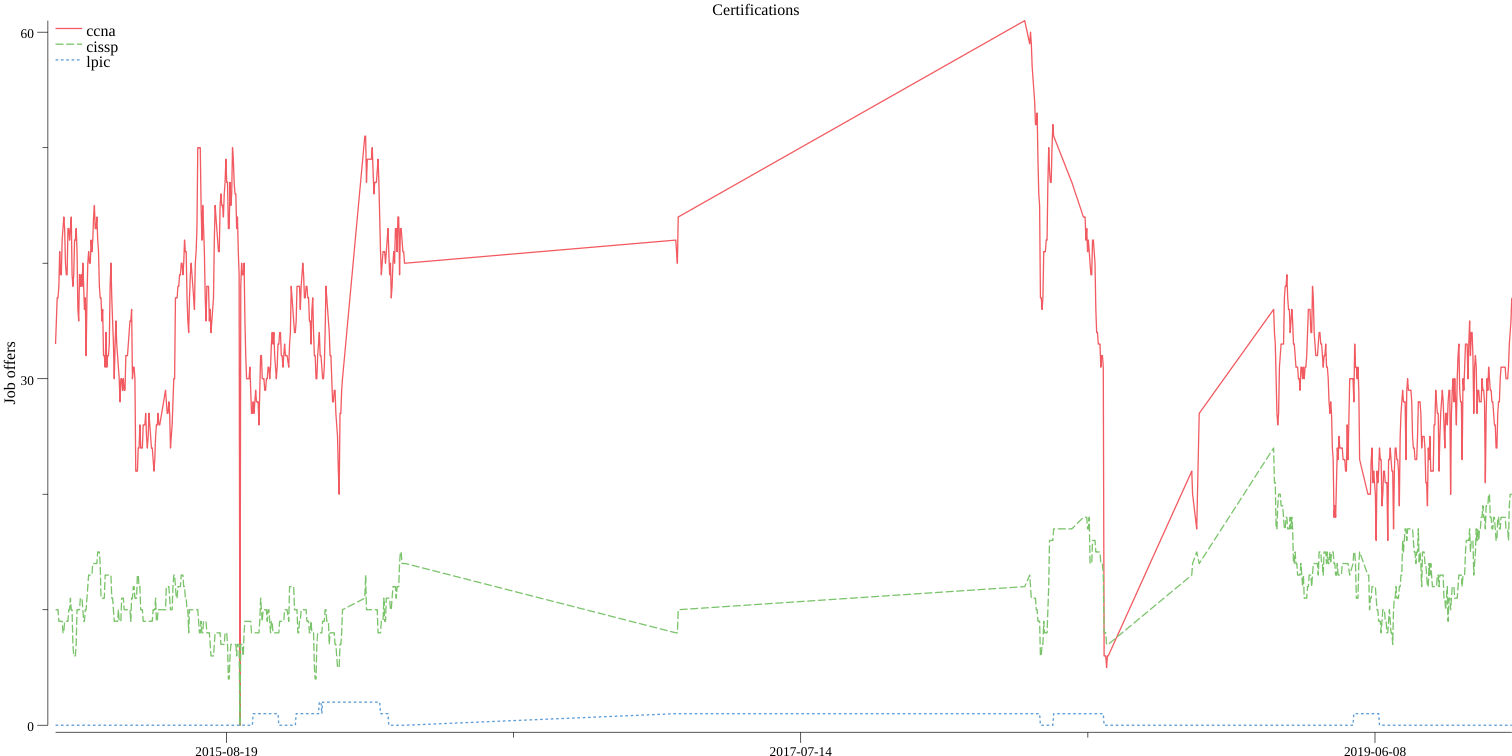 Certifications
60
ccna
cissp
lpic
Job offers
30
0
2015-08-19
2017-07-14
2019-06-08